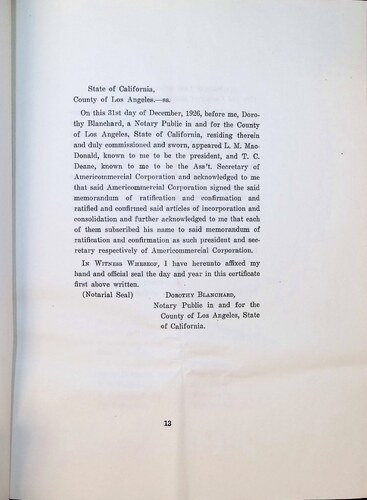 State of California,
County of Los Angeles.—ss.
On this 31st day of December, 1926, before me, Doro-
thy Blanchard, a Notary Public in and for the County
of Los Angeles, State of California, residing therein
and duly commissioned and sworn, appeared L. M. Mac-
Donald, known to me to be the president, and T. C.
Deane, known to me to be the Ass't. Secretary of
Americommercial Corporation and acknowledged to me
that said Americommercial Corporation signed the said
memorandum of ratification and confirmation and
ratified and confirmed said articles of incorporation and
consolidation and further acknowledged to me that each
of them subscribed his name to said memorandum of
ratification and confirmation as such president and sec-
retary respectively of Americommercial Corporation.
In Witness Whereof, I have hereunto affixed my
hand and official seal the day and year in this certificate
first above written.
(Notarial Seal) Dorothy Blanchard,
Notary Public in and for the
County of Los Angeles, State
of California.
13